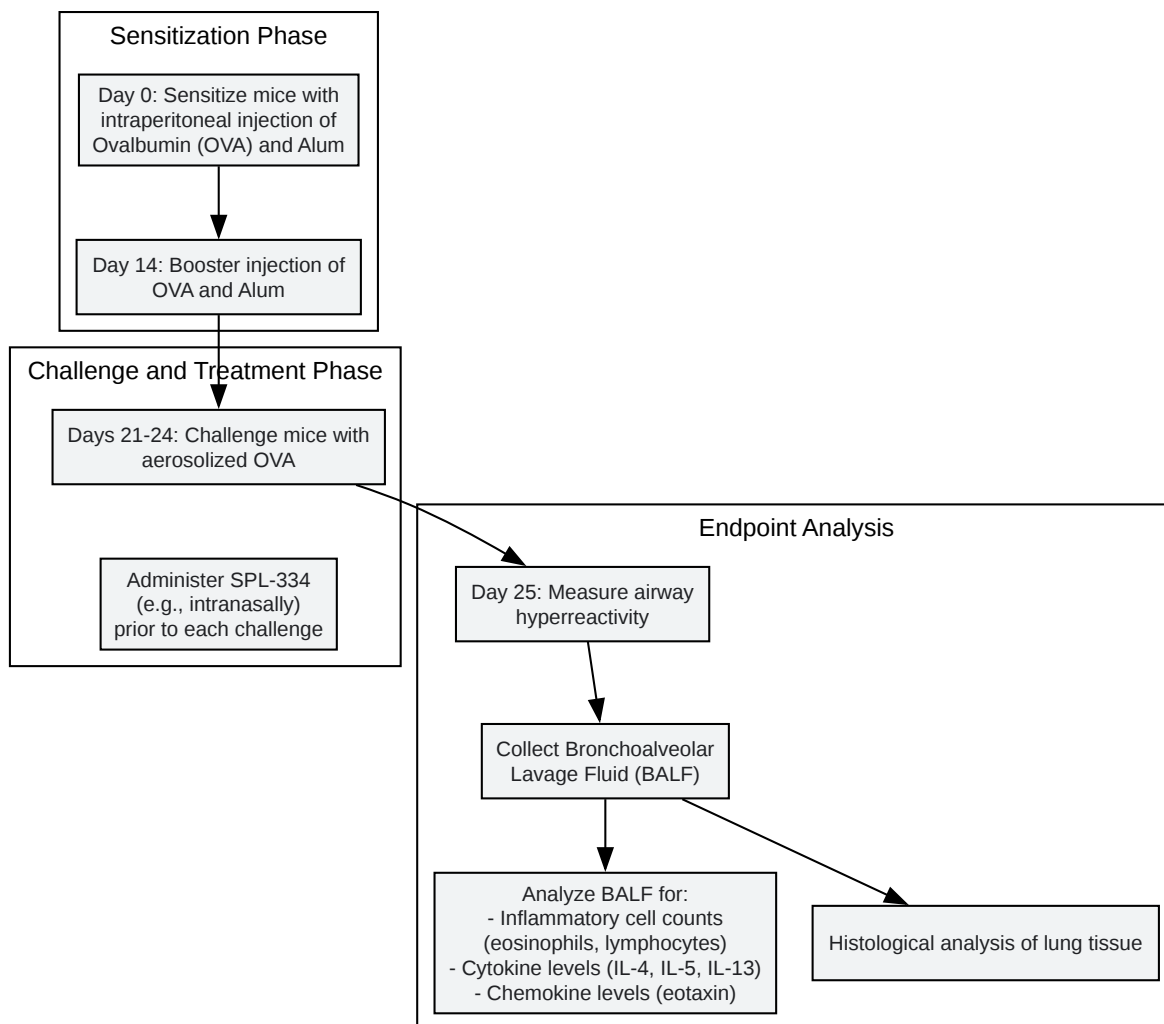 Sensitization Phase
Day 0: Sensitize mice with
intraperitoneal injection of
Ovalbumin (OVA) and Alum
Day 14: Booster injection of
OVA and Alum
Challenge and Treatment Phase
Days 21-24: Challenge mice with
aerosolized OVA
Administer SPL-334
(e.g., intranasally)
prior to each challenge
Endpoint Analysis
Day 25: Measure airway
hyperreactivity
Collect Bronchoalveolar
Lavage Fluid (BALF)
Analyze BALF for:
- Inflammatory cell counts
(eosinophils, lymphocytes)
- Cytokine levels (IL-4, IL-5, IL-13)
- Chemokine levels (eotaxin)
Histological analysis of lung tissue